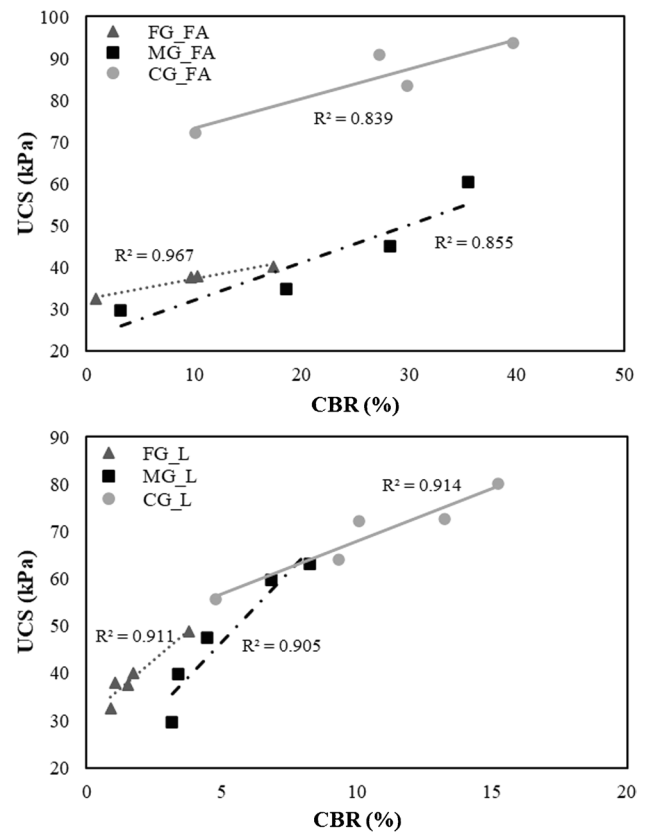 100
90
80
70
60
50
40
30
20
UCS (kPa)
FG_FA
MG_FA
CG_FA
R² = 0.839
R² = 0.967
R² = 0.855
0
10
20
30
40
50
CBR (%)
90
80
70
60
50
40
30
20
UCS (kPa)
FG_L
MG_L
CG_L
R² = 0.914
R² = 0.911
R² = 0.905
0
5
10
15
20
CBR (%)